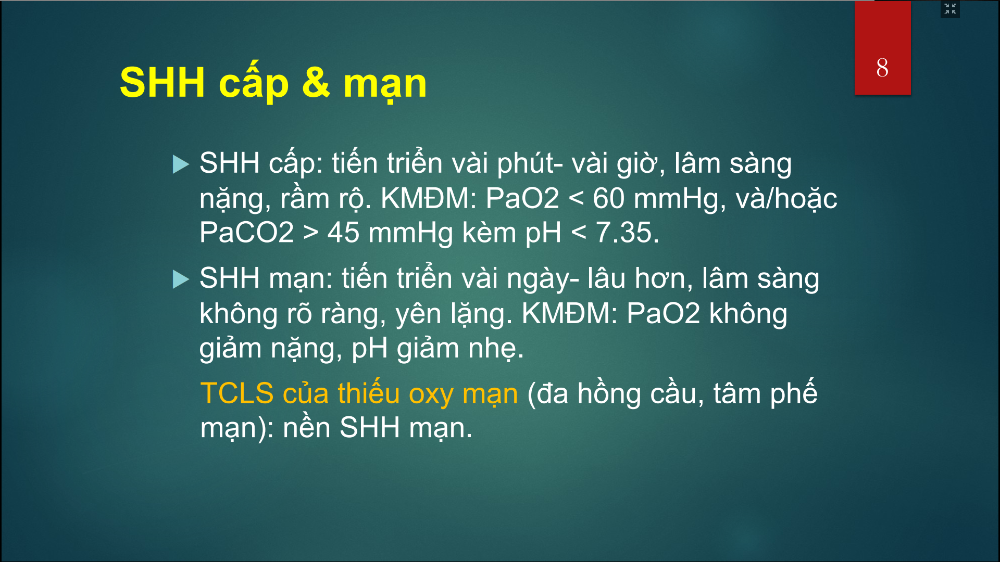 8
SHH cấp & mạn
SHH cấp: tiến triển vài phút- vài giờ, lâm sàng
nặng, rầm rộ. KMĐM: PaO2 < 60 mmHg, và/hoặc
PaCO2 > 45 mmHg kèm pH < 7.35.
SHH mạn: tiến triển vài ngày- lâu hơn, lâm sàng
không rõ ràng, yên lặng. KMĐM: PaO2 không
giảm nặng, pH giảm nhẹ.
TCLS của thiếu oxy mạn (đa hồng cầu, tâm phế
mạn): nền SHH mạn.